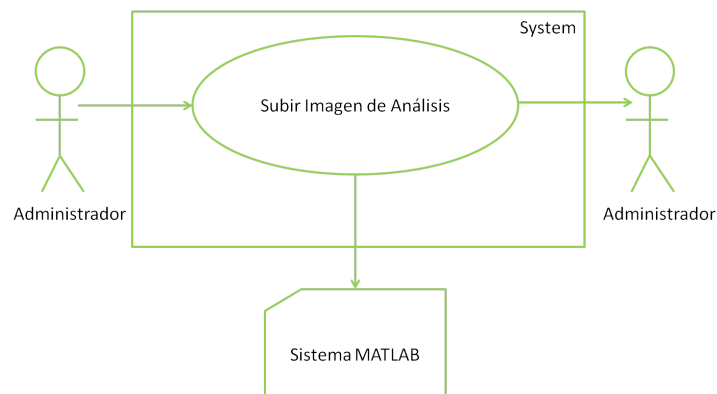 System
Subir Imagen de Análisis
Administrador
Administrador
Sistema MATLAB